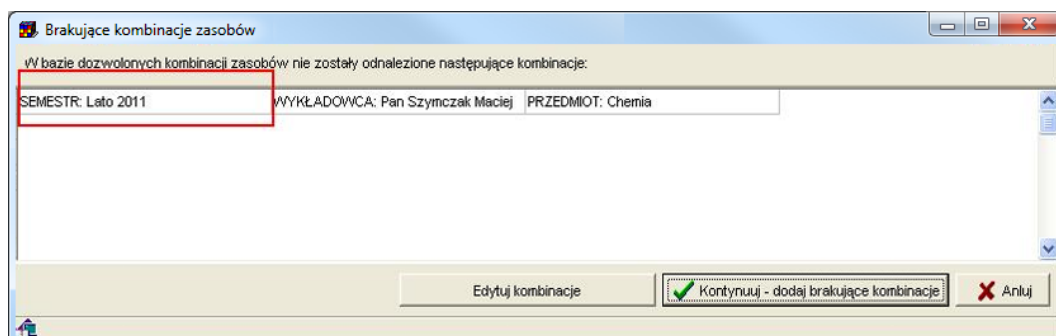 Brakujące kombinacje zasobów
W bazie dozwolonych kombinacji zasobów nie zostały odnalezione następujące kombinacje:
SEMESTR: Lato 2011 WYKŁADOWCA: Pan Szymczak Maciej PRZEDMIOT: Chemia
Edytuj kombinacje Kontynuuj - dodaj brakujące kombinacje Anluj